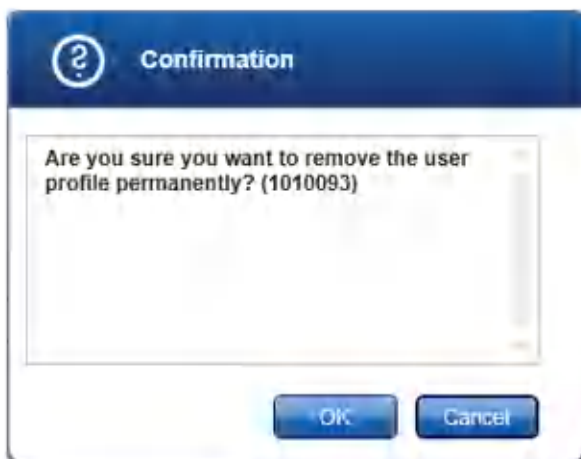 Confirmation
Are you sure you want to remove the user
profile permanently? (1010093)
OK
Cancel